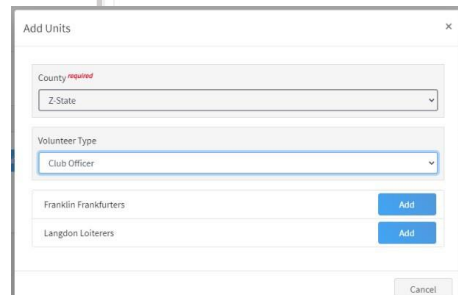 Add Units ×
County required
Z-State
Volunteer Type
Club Officer
Franklin Frankfurters Add
Langdon Loiterers Add
Cancel